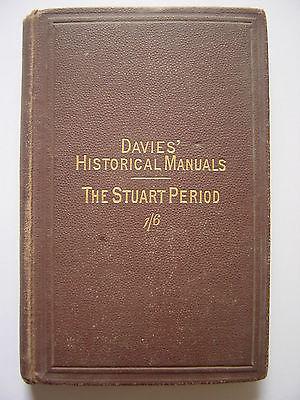 DAVIES'
HISTORICAL MANUALS
THE STUART PERIOD
1/6